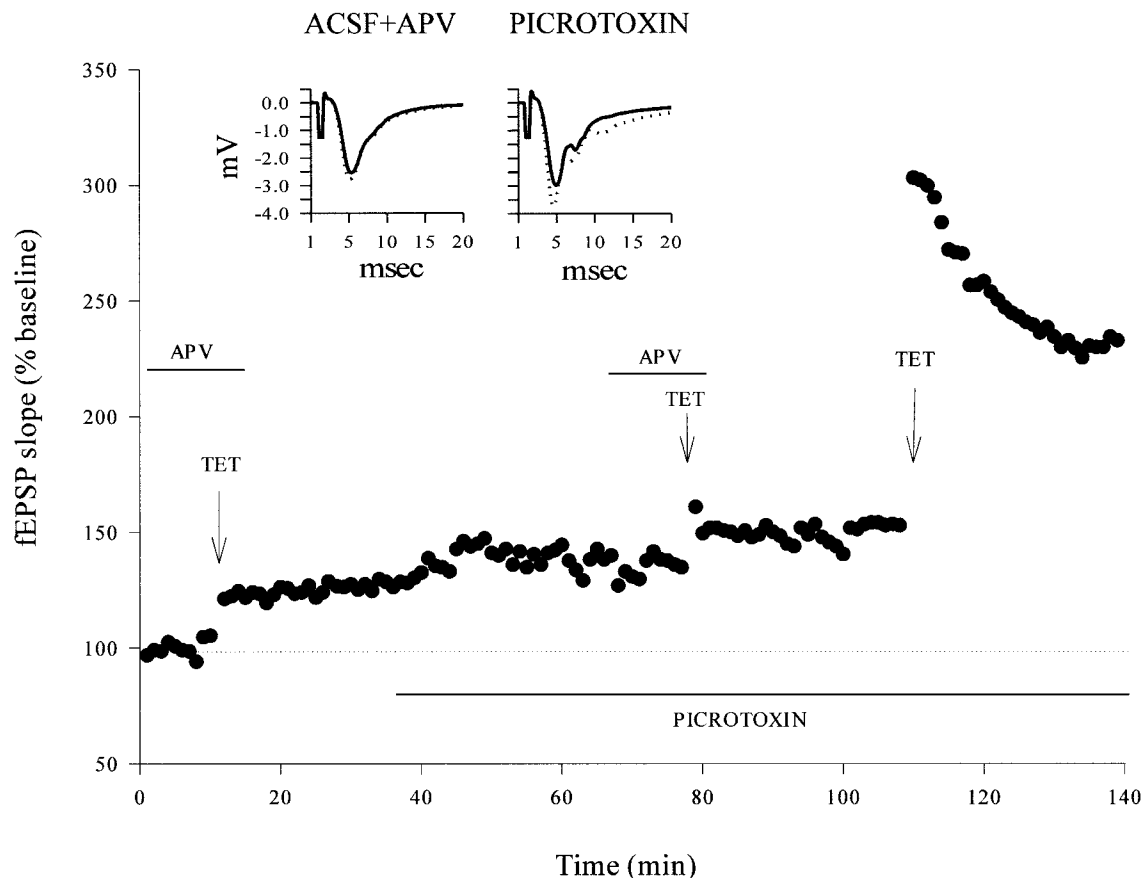 ACSF+APV PICROTOXIN
350
300
250
200
150
100
50
fEPSP slope (% baseline)
0.0
-1.0
-2.0
-3.0
-4.0
mV
1 5 10 15 20
msec
1 5 10 15 20
msec
APV
TET
APV
TET
TET
PICROTOXIN
0 20 40 60 80 100 120 140
Time (min)